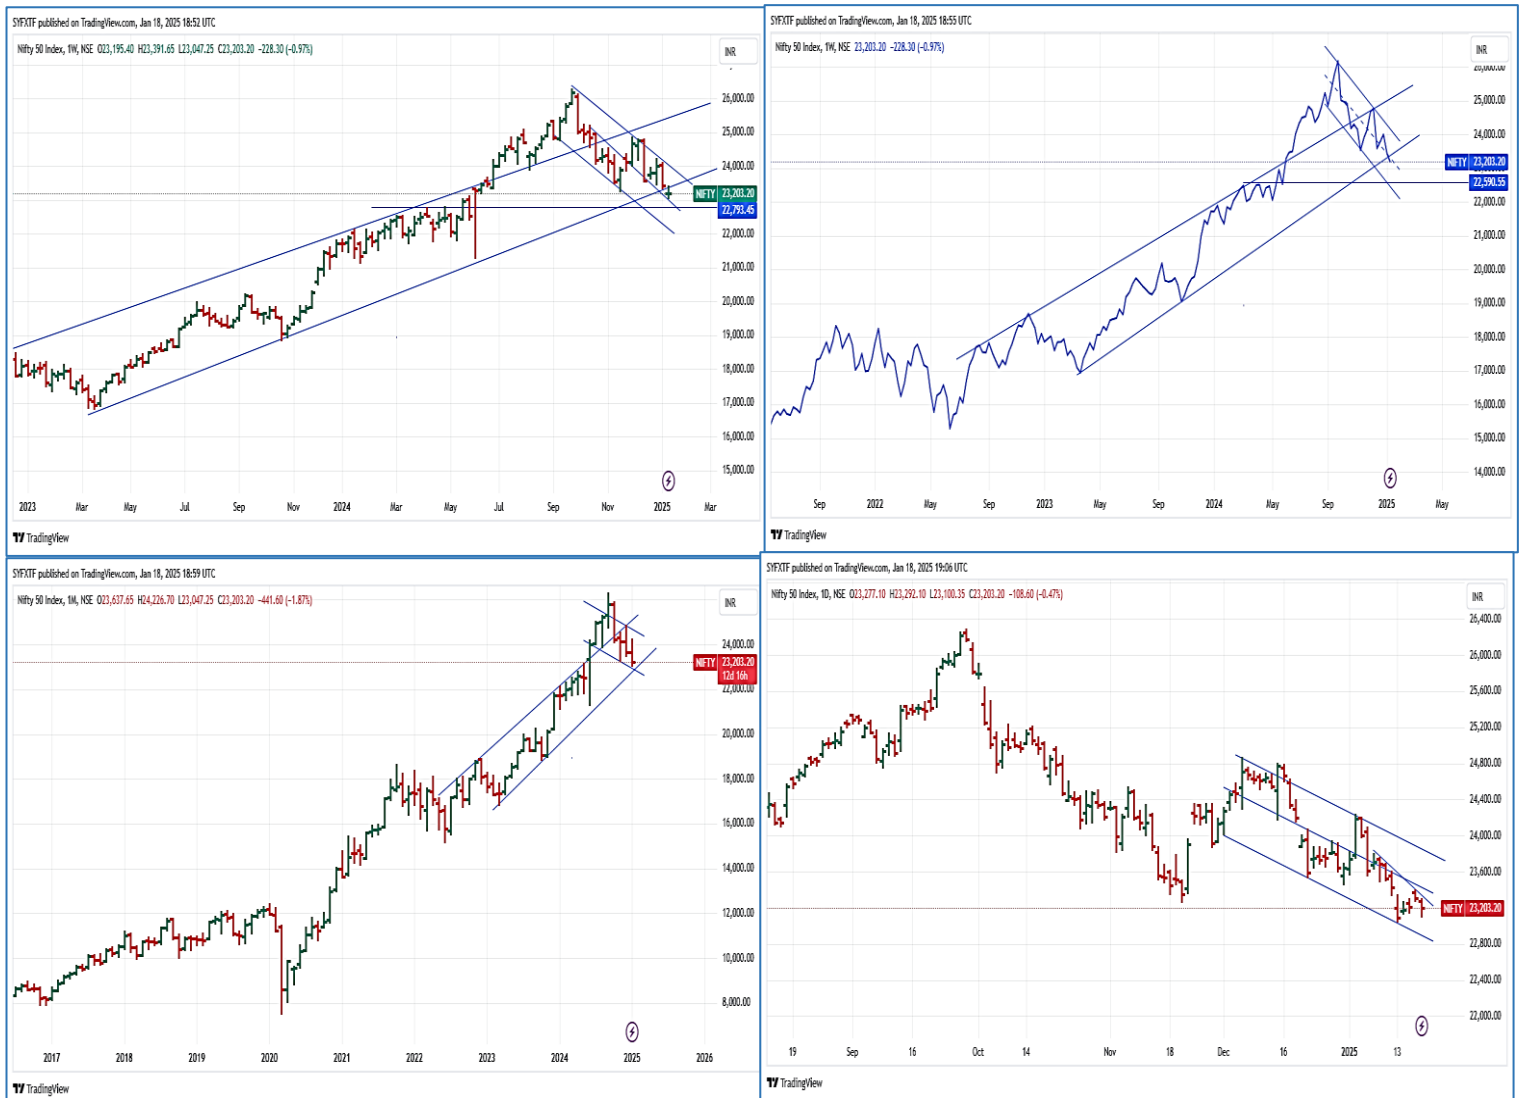 SYFXTF published on TradingView.com, Jan 18, 2025 18:52 UTC
Nifty 50 Index, 1W, NSE O23,195.40 H23,391.65 L23,047.25 C23,203.20 −228.30 (−0.97%)
INR
26,000.00
25,000.00
24,000.00
NIFTY 23,203.20
22,793.45
22,000.00
21,000.00
20,000.00
19,000.00
18,000.00
17,000.00
16,000.00
15,000.00
2023 Mar May Jul Sep Nov 2024 Mar May Jul Sep Nov 2025 Mar
TradingView
SYFXTF published on TradingView.com, Jan 18, 2025 18:55 UTC
Nifty 50 Index, 1W, NSE 23,203.20 −228.30 (−0.97%)
INR
26,000.00
25,000.00
24,000.00
NIFTY 23,203.20
22,590.55
22,000.00
21,000.00
20,000.00
19,000.00
18,000.00
17,000.00
16,000.00
15,000.00
14,000.00
Sep 2022 May Sep 2023 May Sep 2024 May Sep 2025 May
TradingView
SYFXTF published on TradingView.com, Jan 18, 2025 18:59 UTC
Nifty 50 Index, 1M, NSE O23,637.65 H24,226.70 L23,047.25 C23,203.20 −441.60 (−1.87%)
INR
24,000.00
NIFTY 23,203.20
12d 16h
22,000.00
20,000.00
18,000.00
16,000.00
14,000.00
12,000.00
10,000.00
8,000.00
2017 2018 2019 2020 2021 2022 2023 2024 2025 2026
TradingView
SYFXTF published on TradingView.com, Jan 18, 2025 19:06 UTC
Nifty 50 Index, 1D, NSE O23,277.10 H23,292.10 L23,100.35 C23,203.20 −108.60 (−0.47%)
INR
26,400.00
26,000.00
25,600.00
25,200.00
24,800.00
24,400.00
24,000.00
23,600.00
NIFTY 23,203.20
22,800.00
22,400.00
22,000.00
19 Sep 16 Oct 14 Nov 18 Dec 16 2025 13
TradingView